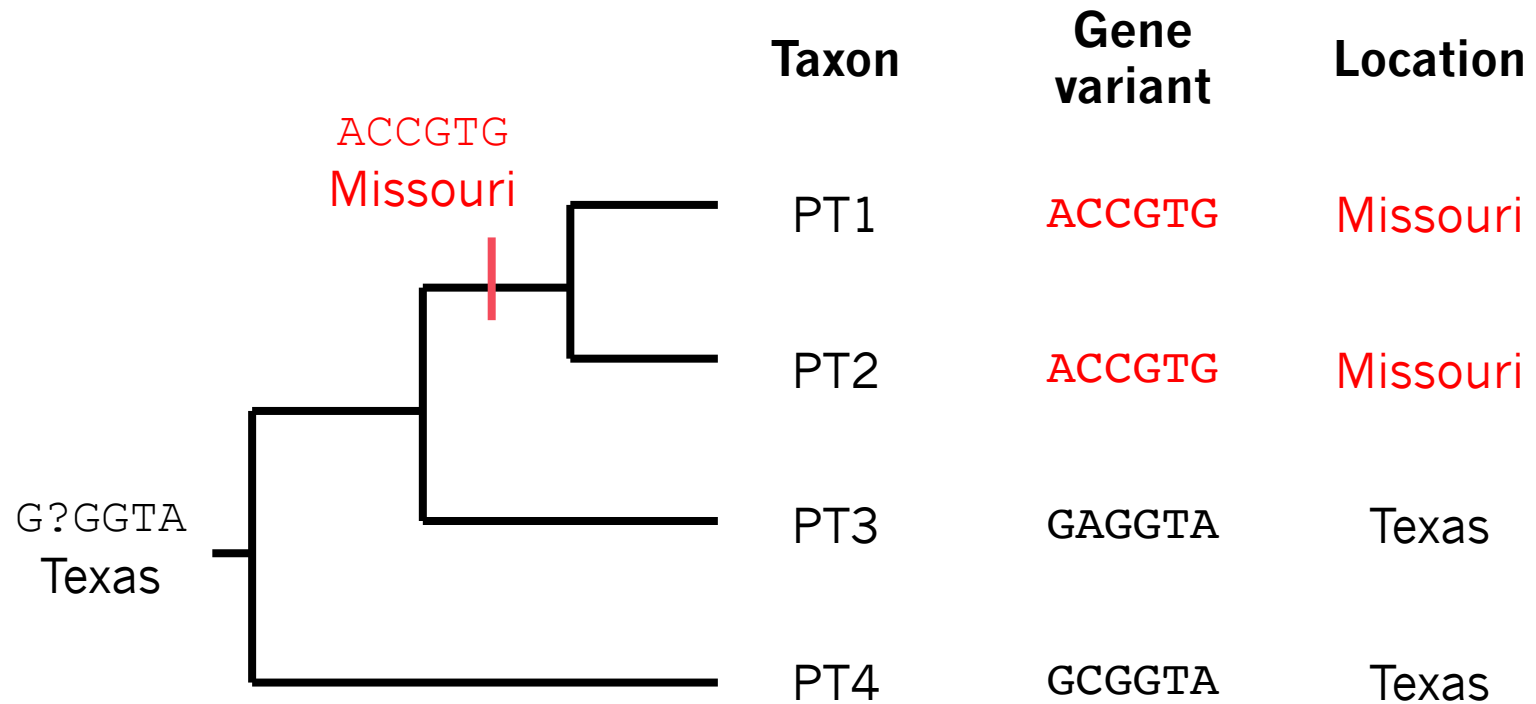 Taxon Gene variant Location
ACCGTG
Missouri
PT1 ACCGTG Missouri
PT2 ACCGTG Missouri
G?GGTA
Texas
PT3 GAGGTA Texas
PT4 GCGGTA Texas